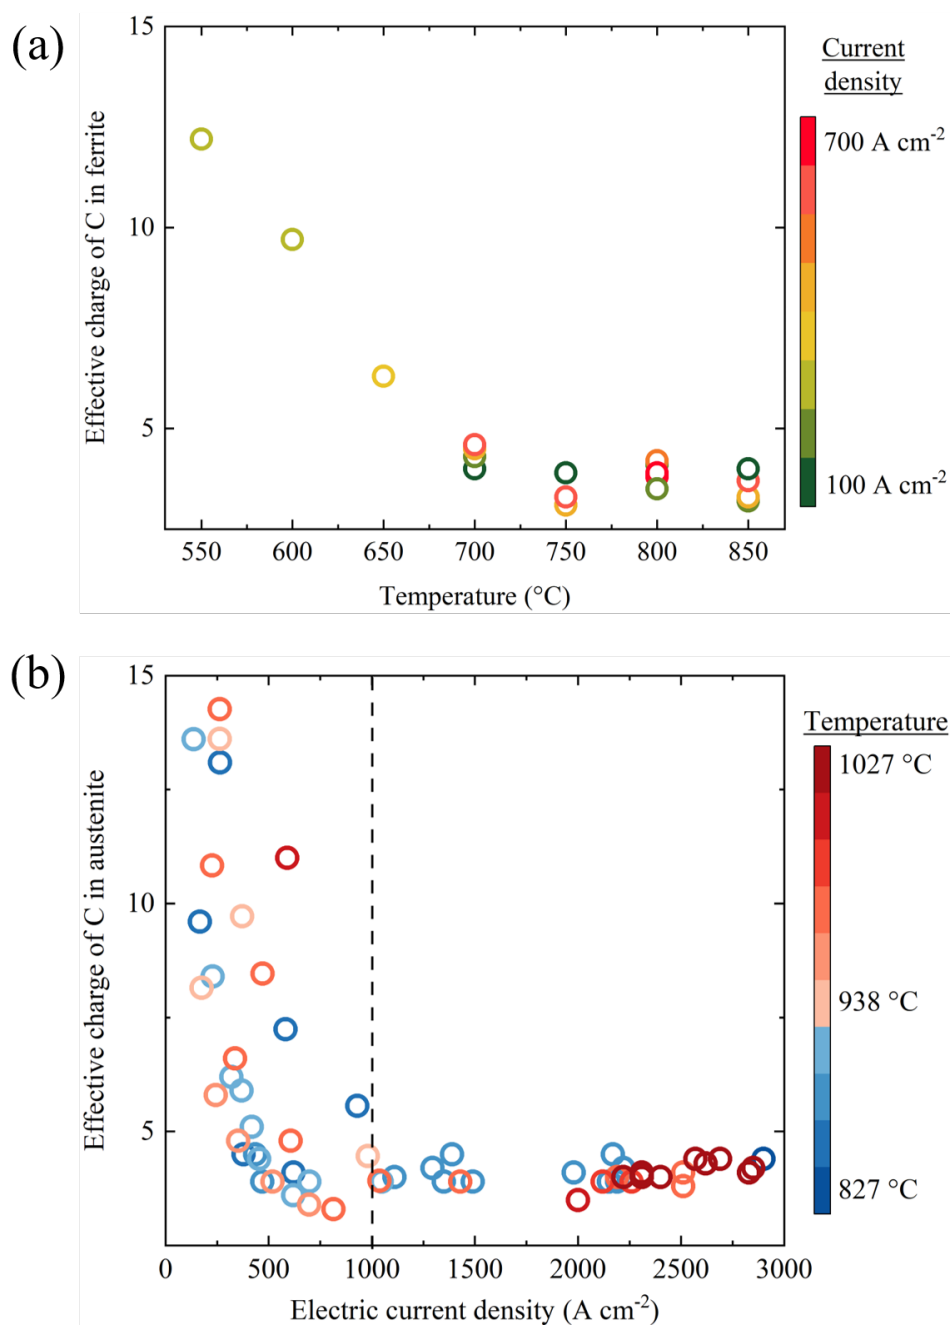 (a)
15
10
5
Effective charge of C in ferrite
550 600 650 700 750 800 850
Temperature (°C)
Current
density
700 A cm⁻²
100 A cm⁻²
(b)
15
10
5
Effective charge of C in austenite
0 500 1000 1500 2000 2500 3000
Electric current density (A cm⁻²)
Temperature
1027 °C
938 °C
827 °C